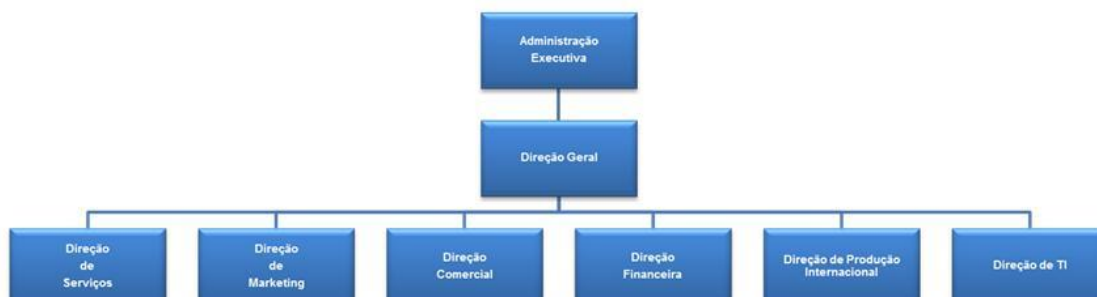 Administração
Executiva
Direção Geral
Direção
de
Serviços
Direção
de
Marketing
Direção
Comercial
Direção
Financeira
Direção de Produção
Internacional
Direção de TI